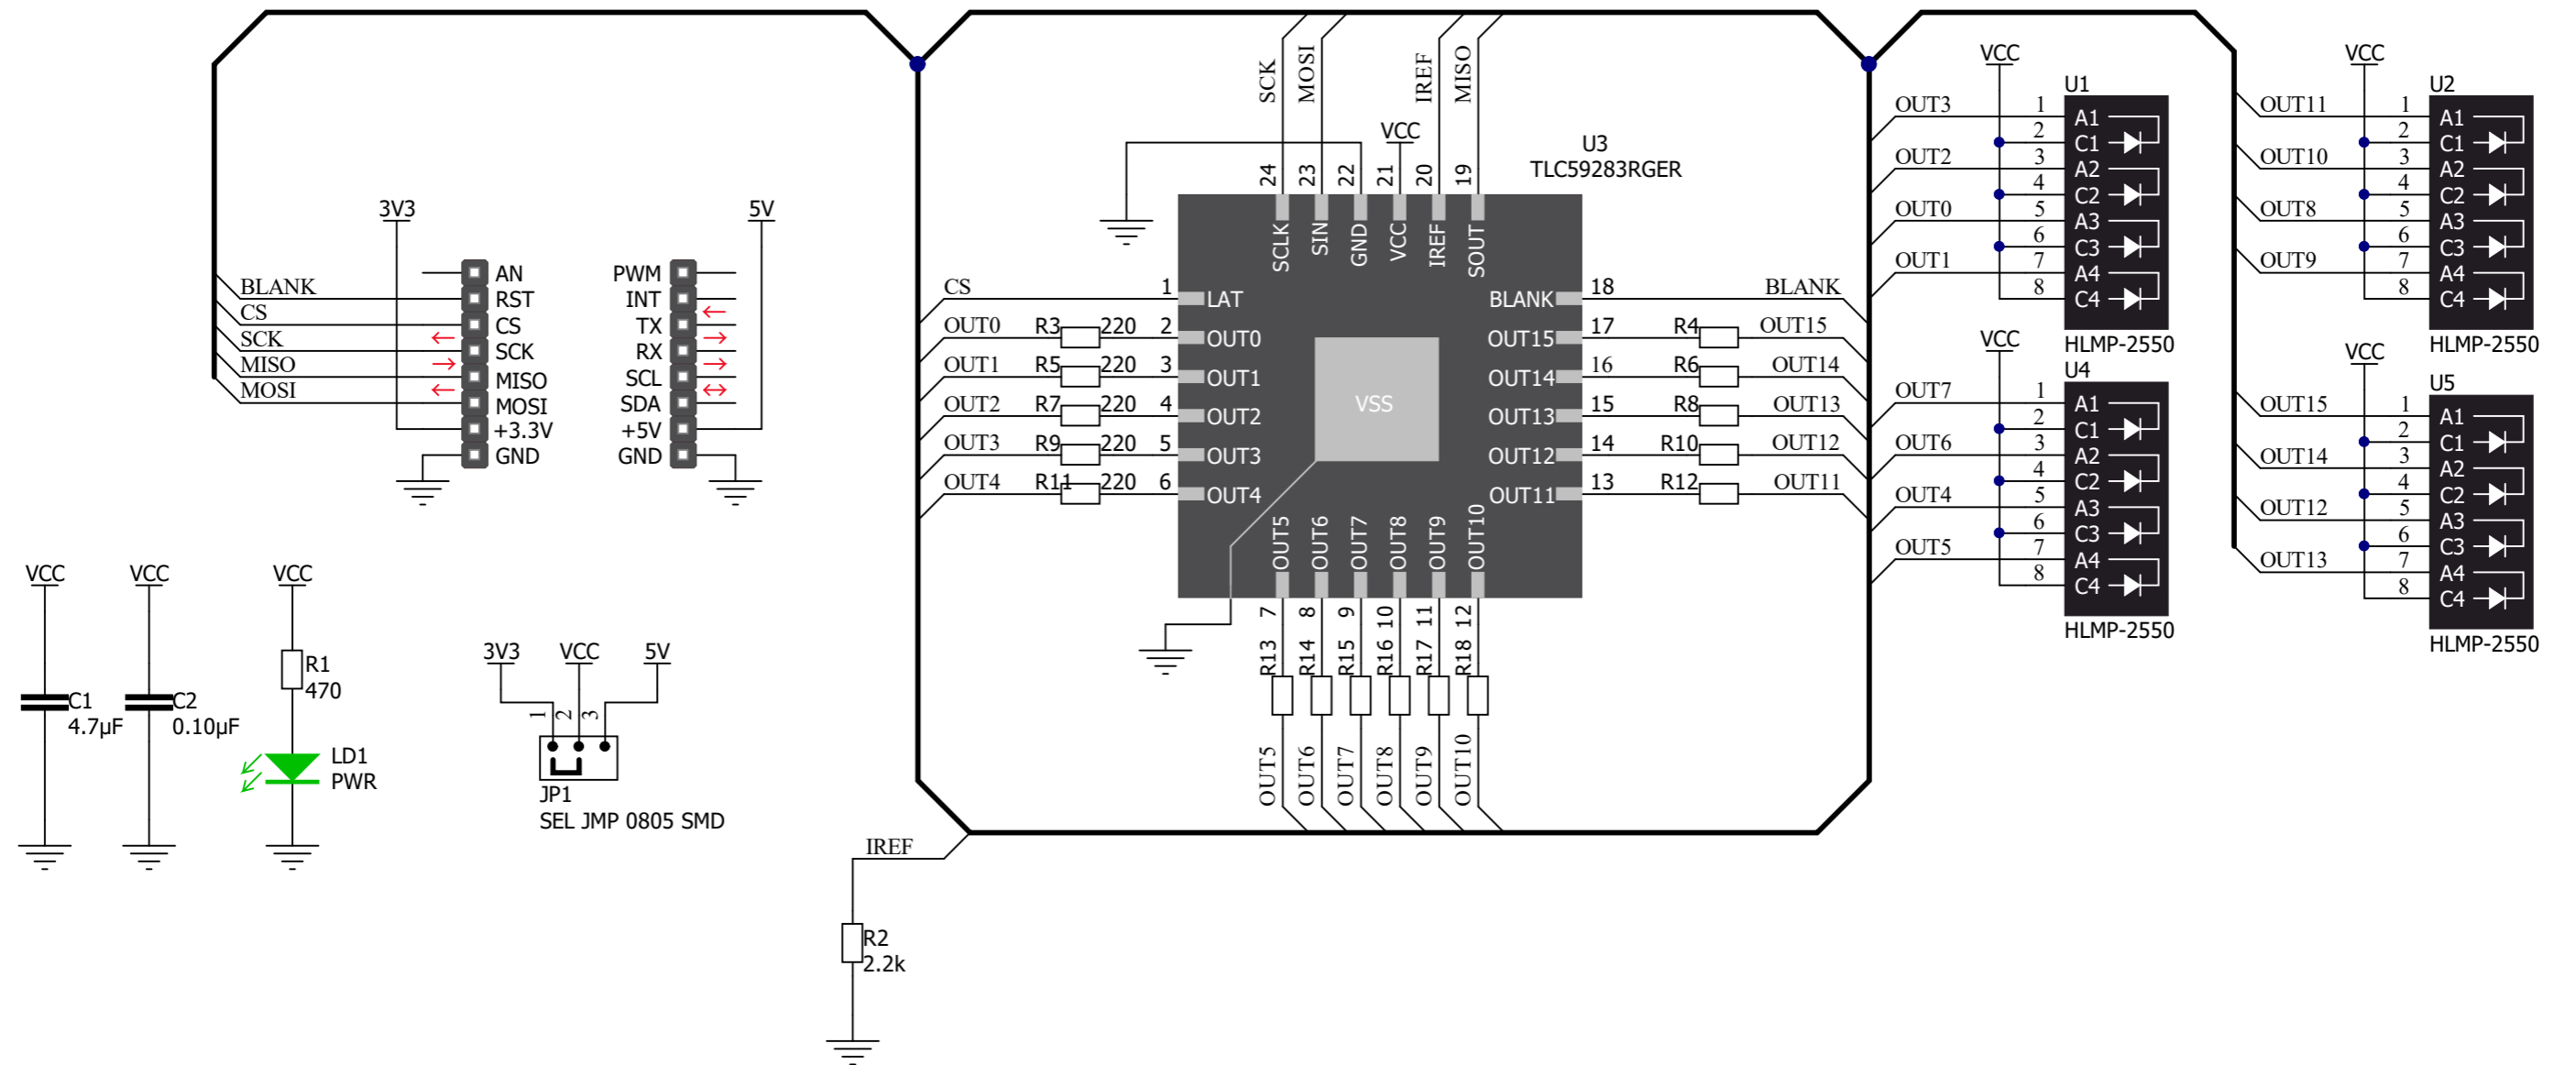 3V3
5V
BLANK
CS
SCK
MISO
MOSI
AN
RST
CS
SCK
MISO
MOSI
+3.3V
GND
PWM
INT
TX
RX
SCL
SDA
+5V
GND
VCC
C1
4.7µF
VCC
C2
0.10µF
VCC
R1
470
LD1
PWR
3V3
VCC
5V
1
2
3
JP1
SEL JMP 0805 SMD
IREF
R2
2.2k
SCK
MOSI
VCC
IREF
MISO
U3
TLC59283RGER
24
23
22
21
20
19
SCLK
SIN
GND
VCC
IREF
SOUT
CS 1 LAT
OUT0 R3 220 2 OUT0
OUT1 R5 220 3 OUT1
OUT2 R7 220 4 OUT2
OUT3 R9 220 5 OUT3
OUT4 R11 220 6 OUT4
VSS
BLANK 18 BLANK
OUT15 17 R4 OUT15
OUT14 16 R6 OUT14
OUT13 15 R8 OUT13
OUT12 14 R10 OUT12
OUT11 13 R12 OUT11
OUT5
OUT6
OUT7
OUT8
OUT9
OUT10
7
8
9
10
11
12
R13
R14
R15
R16
R17
R18
OUT5
OUT6
OUT7
OUT8
OUT9
OUT10
VCC
U1
OUT3 1 A1
2 C1
OUT2 3 A2
4 C2
OUT0 5 A3
6 C3
OUT1 7 A4
8 C4
HLMP-2550
VCC
U4
OUT7 1 A1
2 C1
OUT6 3 A2
4 C2
OUT4 5 A3
6 C3
OUT5 7 A4
8 C4
HLMP-2550
VCC
U2
OUT11 1 A1
2 C1
OUT10 3 A2
4 C2
OUT8 5 A3
6 C3
OUT9 7 A4
8 C4
HLMP-2550
VCC
U5
OUT15 1 A1
2 C1
OUT14 3 A2
4 C2
OUT12 5 A3
6 C3
OUT13 7 A4
8 C4
HLMP-2550